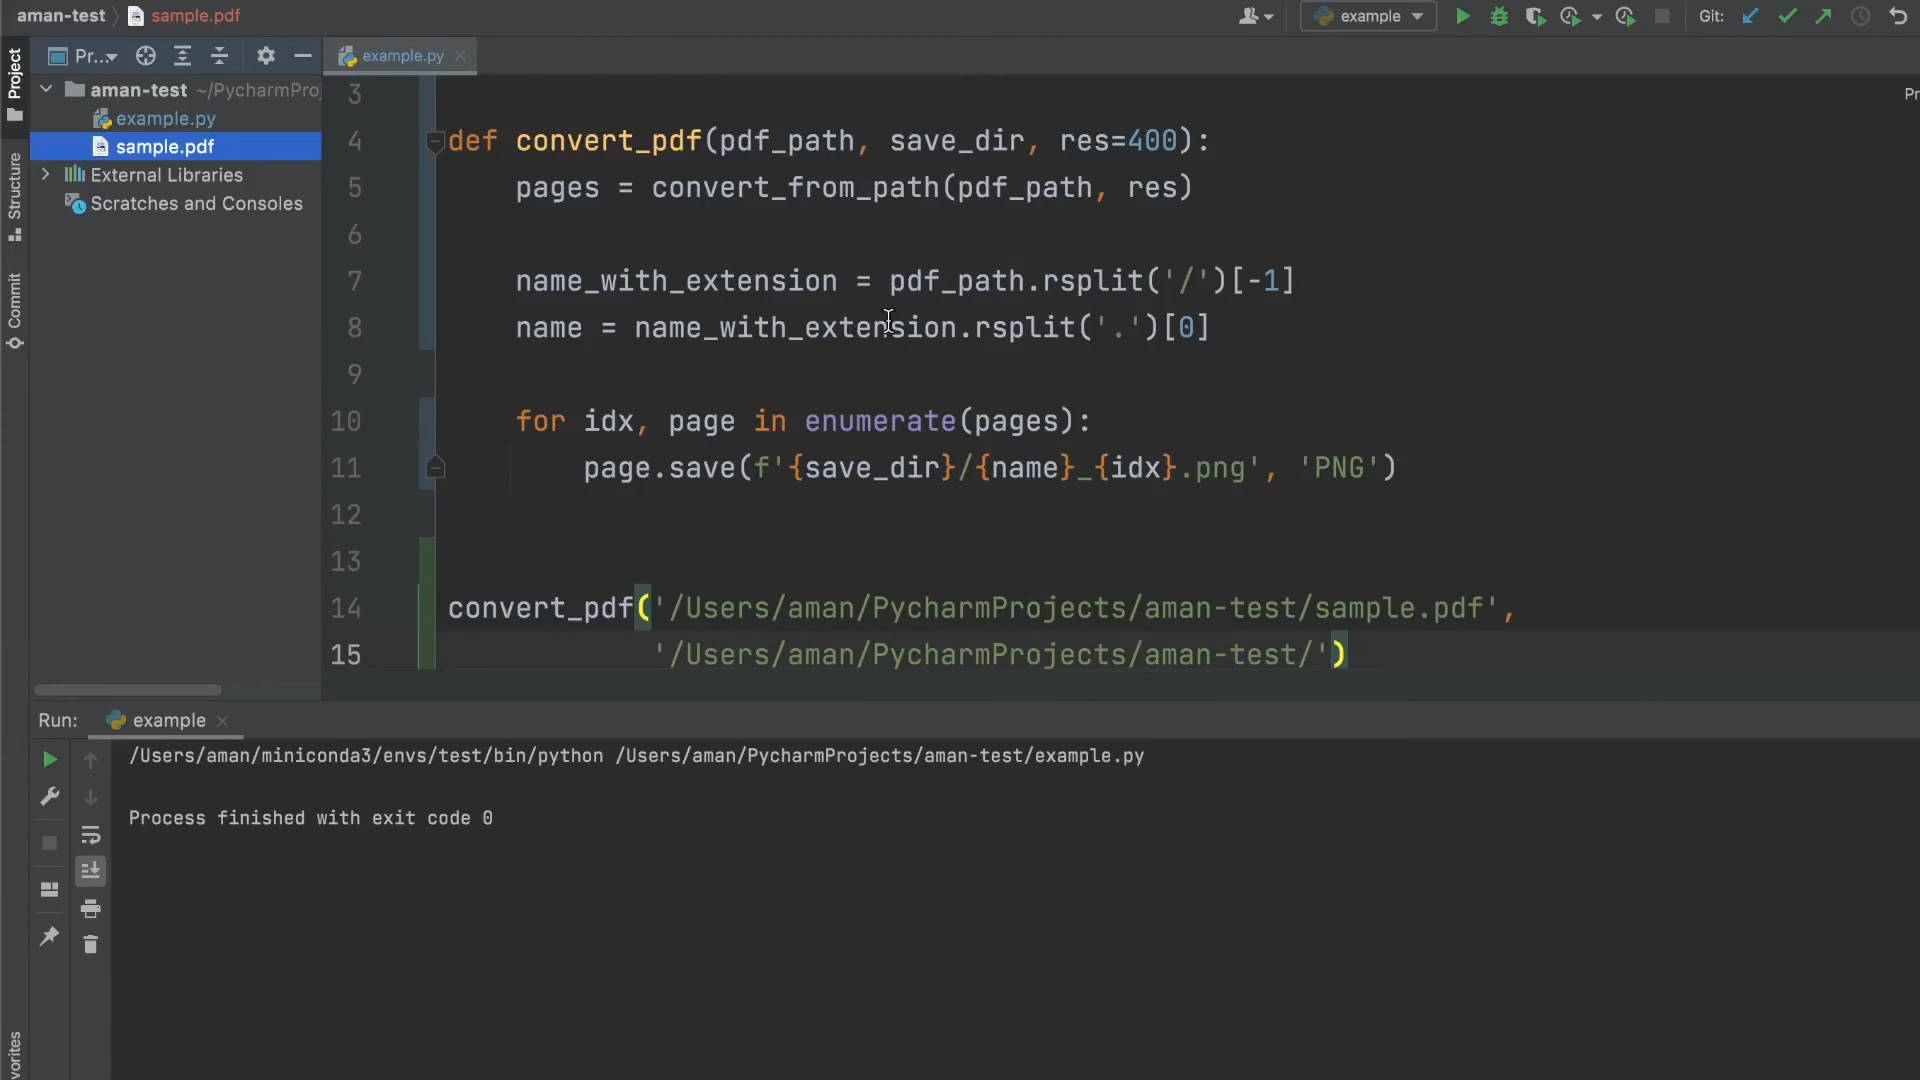 aman-test
sample.pdf
example
Git:
Pr...
example.py
Project
Structure
Commit
vorites
aman-test ~/PycharmPro
example.py
sample.pdf
External Libraries
Scratches and Consoles
Pr
3
4 def convert_pdf(pdf_path, save_dir, res=400):
5 pages = convert_from_path(pdf_path, res)
6
7 name_with_extension = pdf_path.rsplit('/')[-1]
8 name = name_with_extension.rsplit('.')[0]
9
10 for idx, page in enumerate(pages):
11 page.save(f'{save_dir}/{name}_{idx}.png', 'PNG')
12
13
14 convert_pdf('/Users/aman/PycharmProjects/aman-test/sample.pdf',
15 '/Users/aman/PycharmProjects/aman-test/')
Run: example
/Users/aman/miniconda3/envs/test/bin/python /Users/aman/PycharmProjects/aman-test/example.py
Process finished with exit code 0